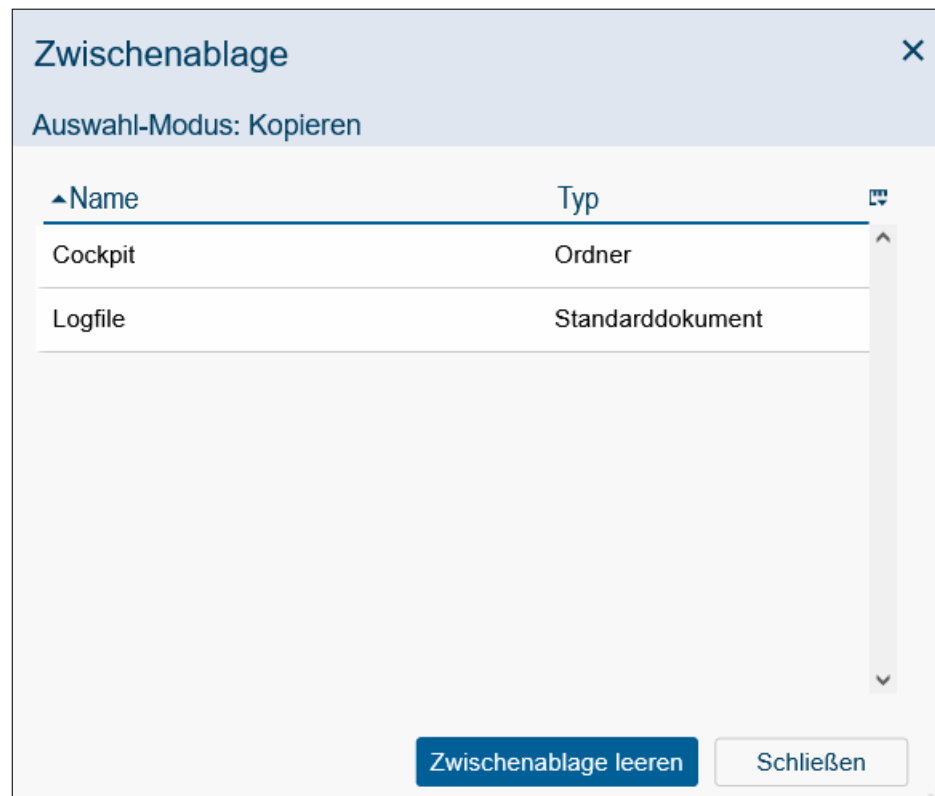 Zwischenablage
Auswahl-Modus: Kopieren
Name Typ
Cockpit Ordner
Logfile Standarddokument
Zwischenablage leeren Schließen